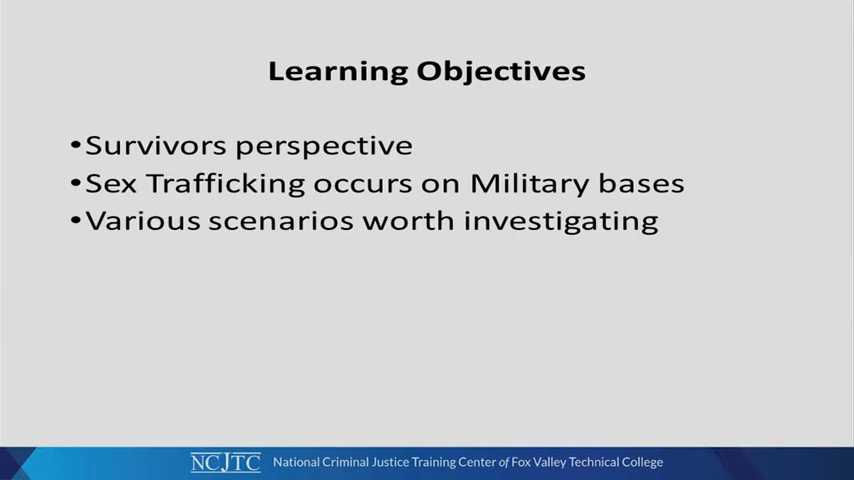 Learning Objectives
•Survivors perspective
•Sex Trafficking occurs on Military bases
•Various scenarios worth investigating
NCJTC National Criminal Justice Training Center of Fox Valley Technical College